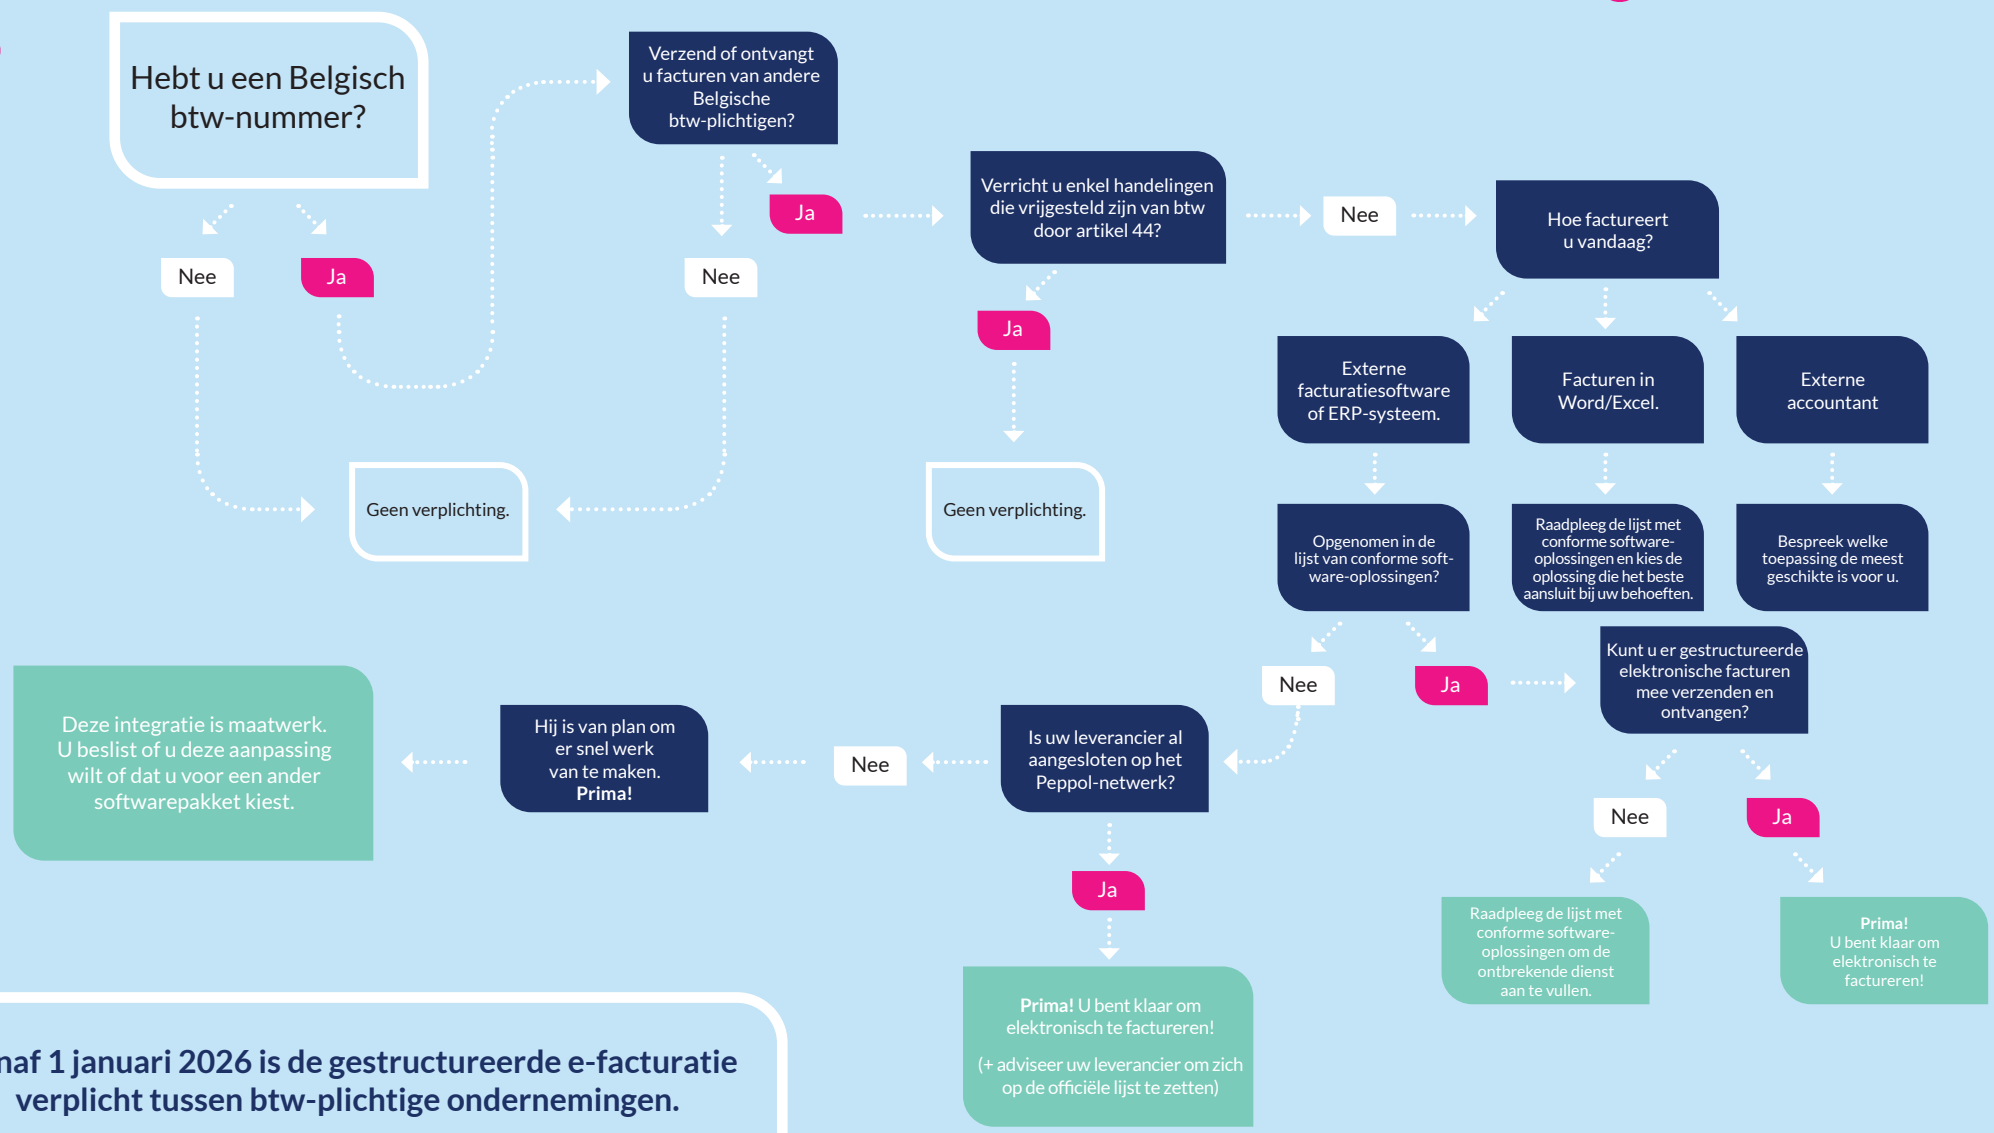 Hebt u een Belgisch
btw-nummer?
Nee
Ja
Verzend of ontvangt
u facturen van andere
Belgische
btw-plichtigen?
Ja
Nee
Geen verplichting.
Verricht u enkel handelingen
die vrijgesteld zijn van btw
door artikel 44?
Nee
Ja
Geen verplichting.
Hoe factureert
u vandaag?
Externe
facturatiesoftware
of ERP-systeem.
Facturen in
Word/Excel.
Externe
accountant
Opgenomen in de
lijst van conforme soft-
ware-oplossingen?
Raadpleeg de lijst met
conforme software-
oplossingen en kies de
oplossing die het beste
aansluit bij uw behoeften.
Bespreek welke
toepassing de meest
geschikte is voor u.
Nee
Ja
Kunt u er gestructureerde
elektronische facturen
mee verzenden en
ontvangen?
Nee
Ja
Raadpleeg de lijst met
conforme software-
oplossingen om de
ontbrekende dienst
aan te vullen.
Prima!
U bent klaar om
elektronisch te
factureren!
Is uw leverancier al
aangesloten op het
Peppol-netwerk?
Nee
Hij is van plan om
er snel werk
van te maken.
Prima!
Deze integratie is maatwerk.
U beslist of u deze aanpassing
wilt of dat u voor een ander
softwarepakket kiest.
Ja
Prima! U bent klaar om
elektronisch te factureren!
(+ adviseer uw leverancier om zich
op de officiële lijst te zetten)
naf 1 januari 2026 is de gestructureerde e-facturatie
verplicht tussen btw-plichtige ondernemingen.